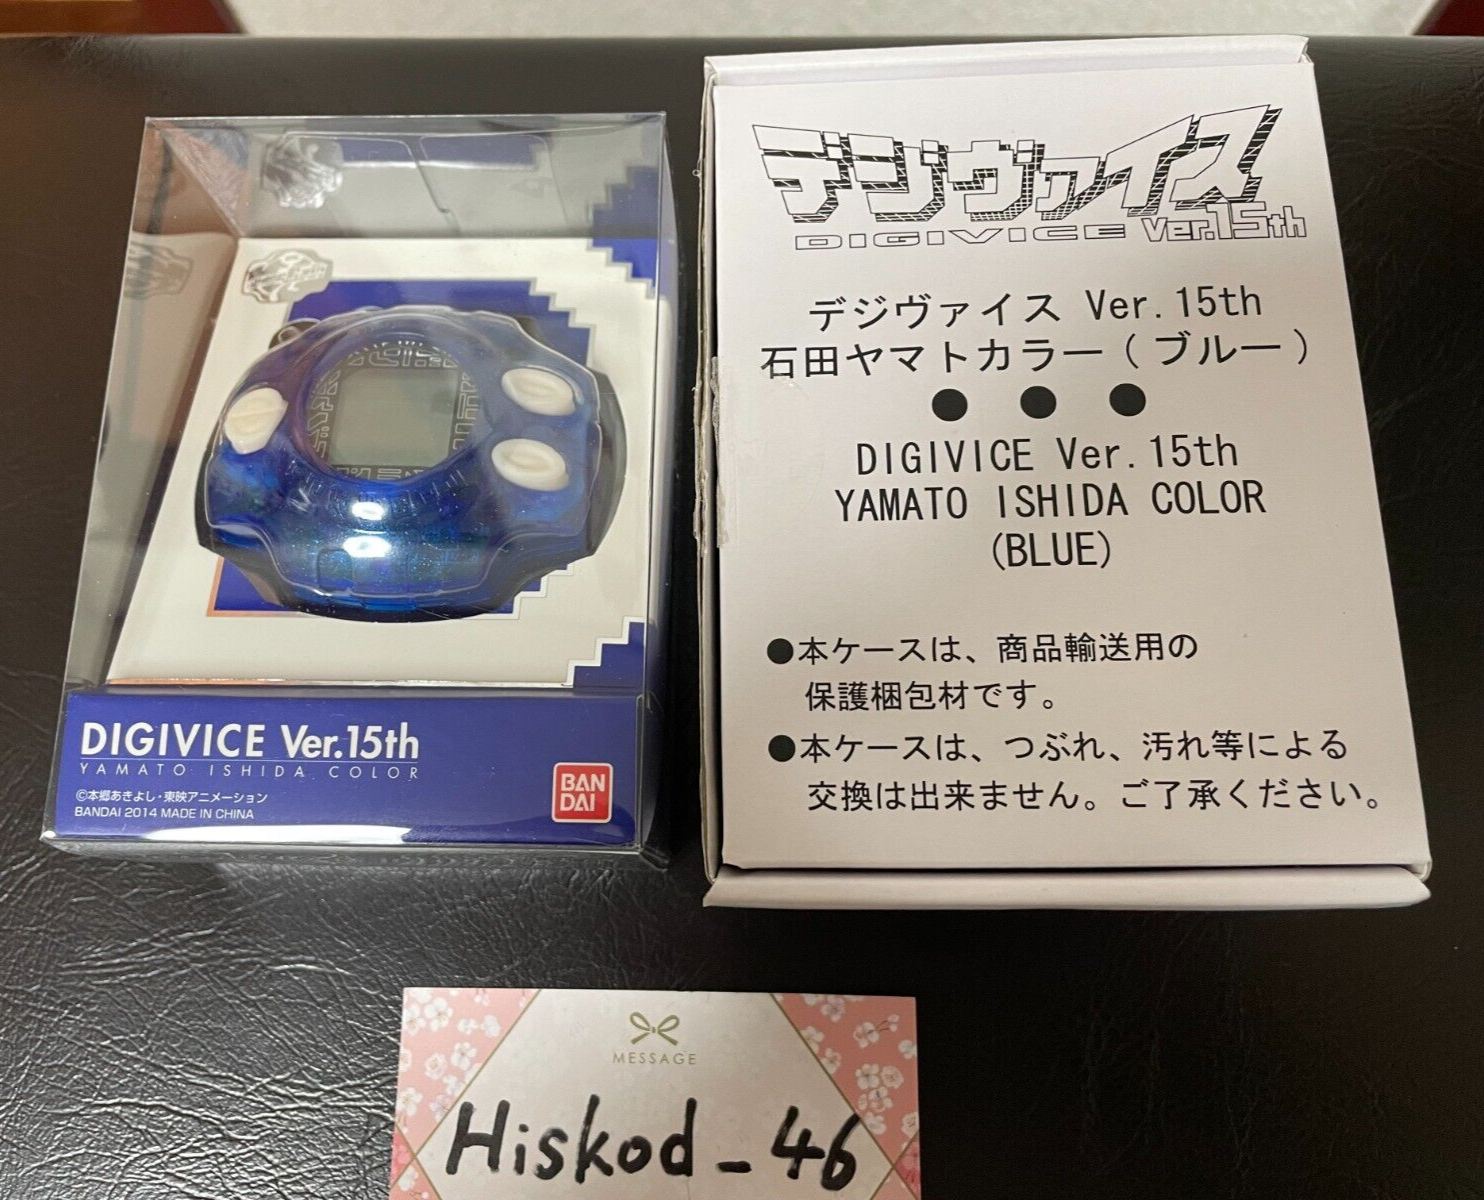 DIGIVICE Ver.15th
YAMATO ISHIDA COLOR
©本郷あきよし・東映アニメーション
BANDAI 2014 MADE IN CHINA
BAN
DAI
デジヴァイス
DIGIVICE Ver.15th
デジヴァイス Ver.15th
石田ヤマトカラー(ブルー)
DIGIVICE Ver.15th
YAMATO ISHIDA COLOR
(BLUE)
●本ケースは、商品輸送用の
保護梱包材です。
●本ケースは、つぶれ、汚れ等による
交換は出来ません。ご了承ください。
MESSAGE
Hiskod_46